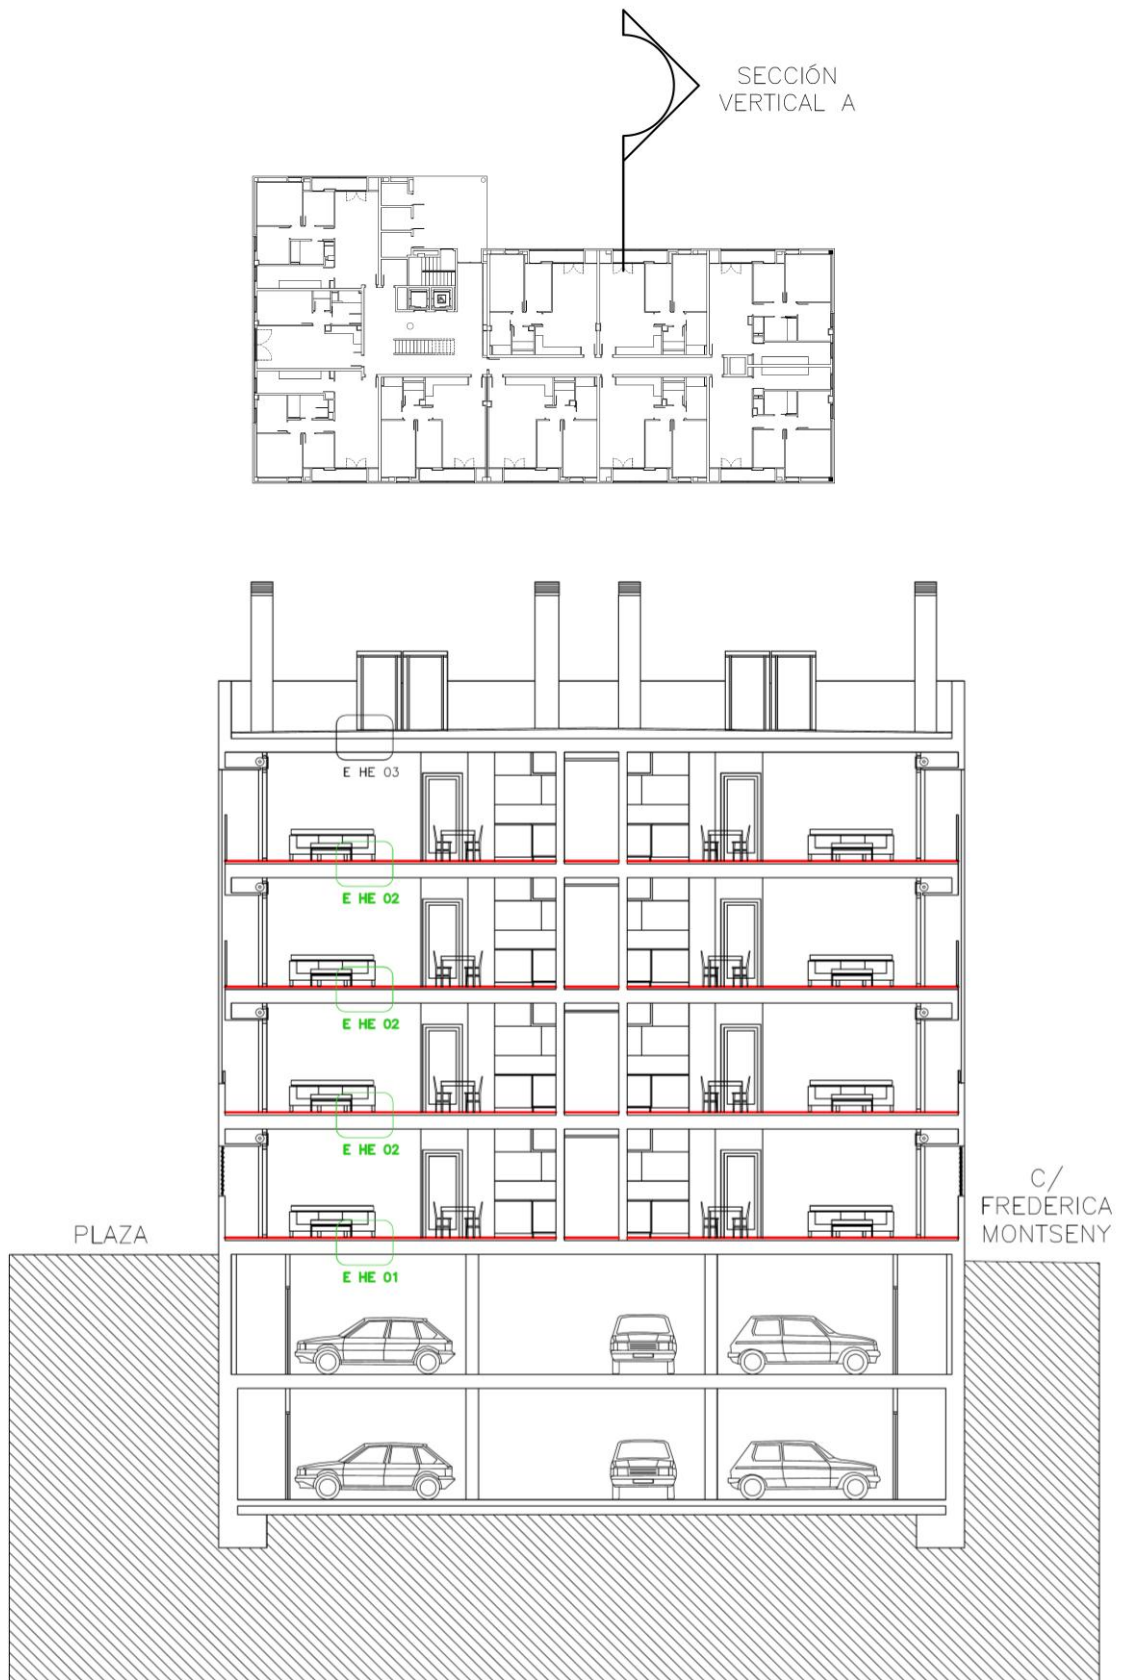 SECCIÓN
VERTICAL A
E HE 03
E HE 02
E HE 02
E HE 02
PLAZA
C/
FREDERICA
MONTSENY
E HE 01